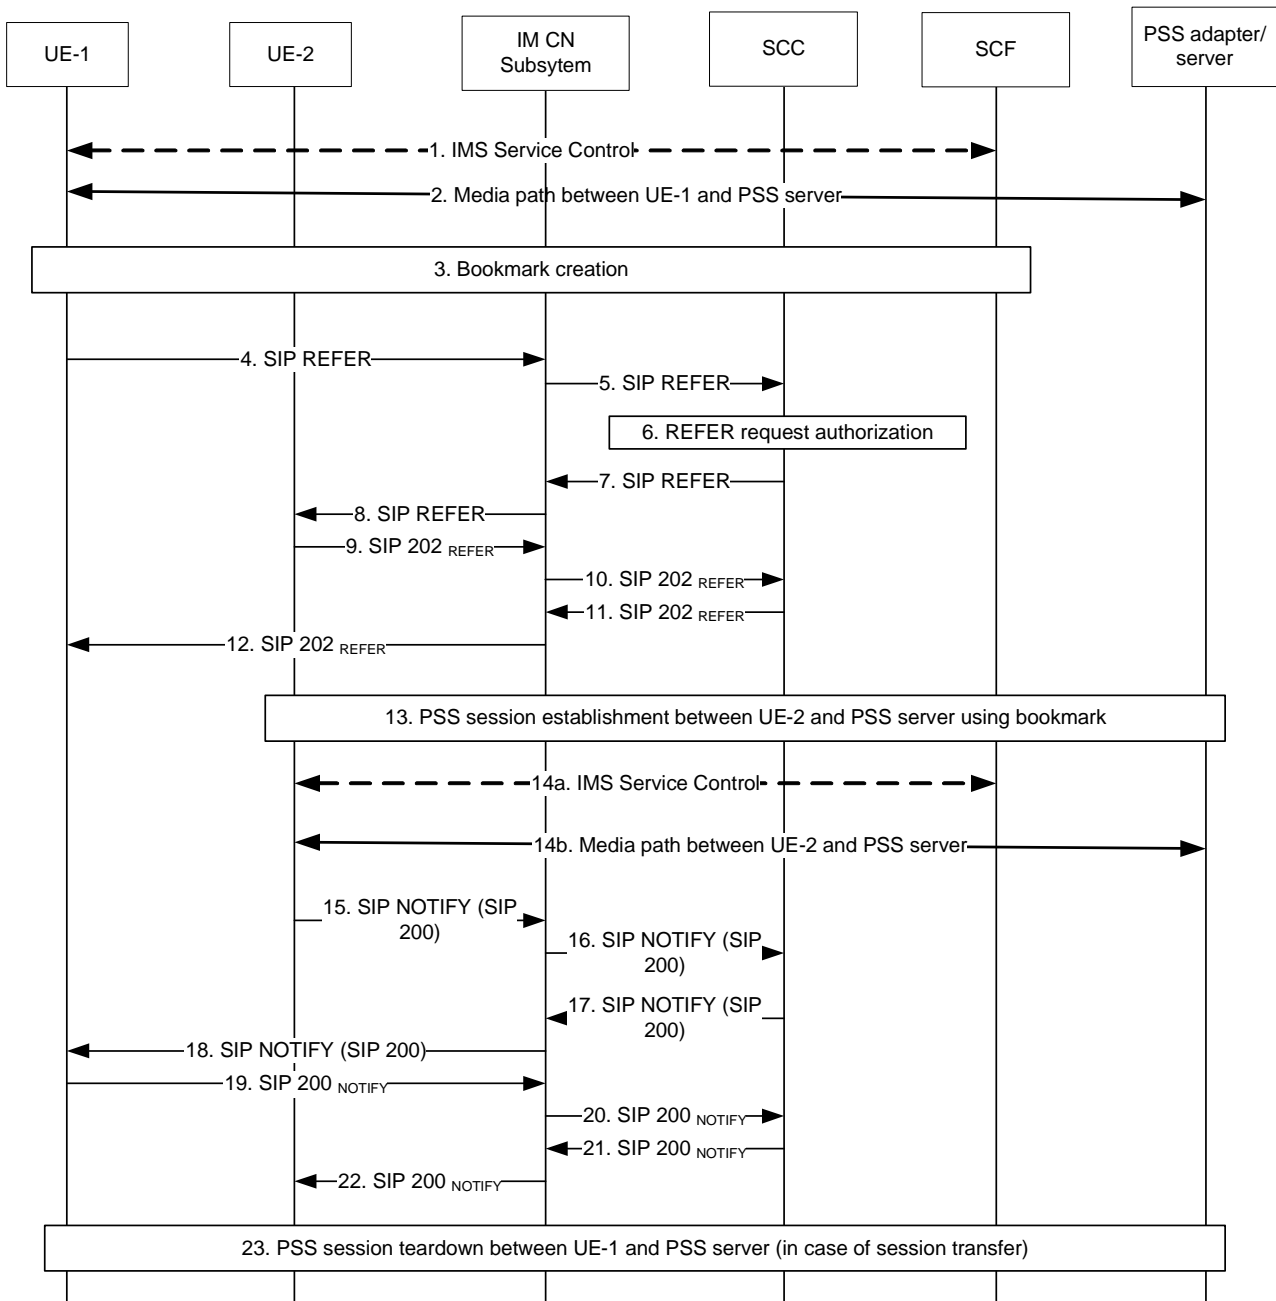 UE-1
UE-2
IM CN
Subsytem
SCC
SCF
PSS adapter/
server
1. IMS Service Control
2. Media path between UE-1 and PSS server
3. Bookmark creation
4. SIP REFER
5. SIP REFER
6. REFER request authorization
7. SIP REFER
8. SIP REFER
9. SIP 202 REFER
10. SIP 202 REFER
11. SIP 202 REFER
12. SIP 202 REFER
13. PSS session establishment between UE-2 and PSS server using bookmark
14a. IMS Service Control
14b. Media path between UE-2 and PSS server
15. SIP NOTIFY (SIP
200)
16. SIP NOTIFY (SIP
200)
17. SIP NOTIFY (SIP
200)
18. SIP NOTIFY (SIP 200)
19. SIP 200 NOTIFY
20. SIP 200 NOTIFY
21. SIP 200 NOTIFY
22. SIP 200 NOTIFY
23. PSS session teardown between UE-1 and PSS server (in case of session transfer)